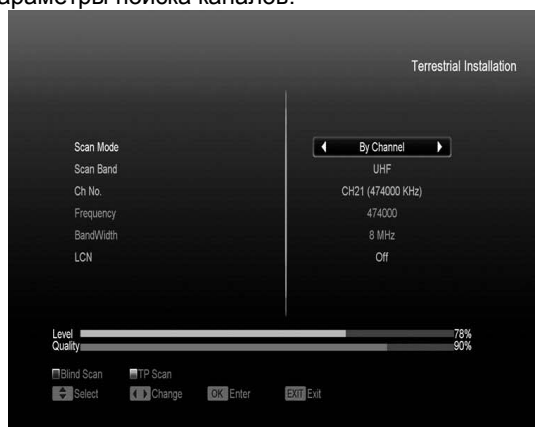 араметры поиска каналов.
Terrestrial Installation
Scan Mode By Channel
Scan Band UHF
Ch No. CH21 (474000 KHz)
Frequency 474000
BandWidth 8 MHz
LCN Off
Level 78%
Quality 90%
Blind Scan TP Scan
Select Change OK Enter EXIT Exit